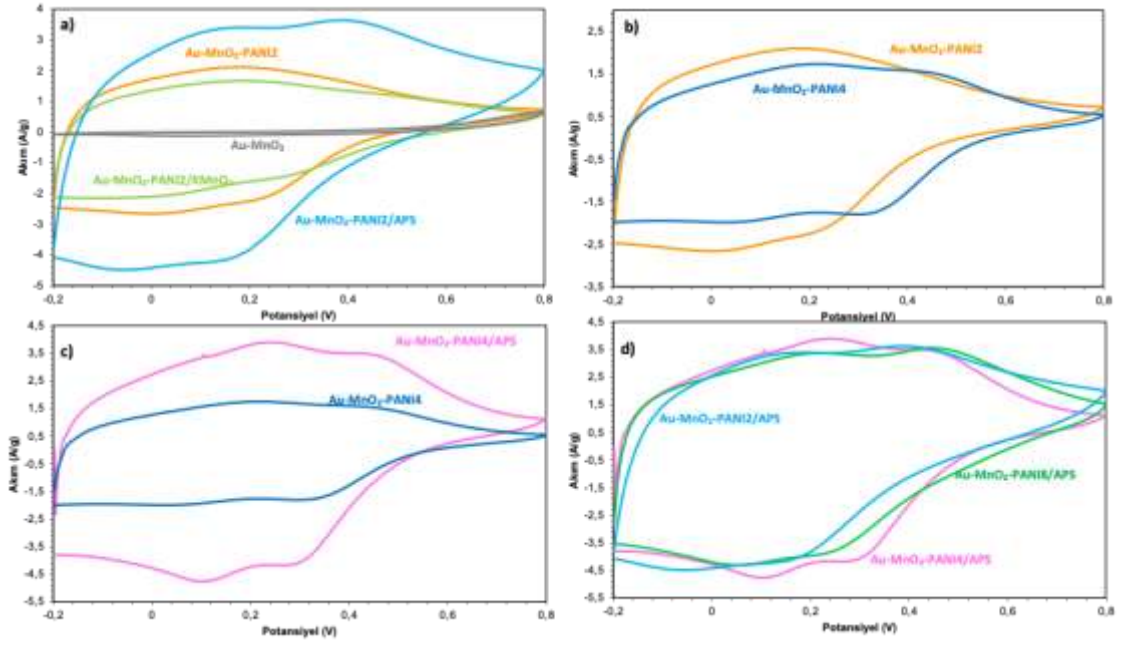 a)
4
3
2
1
0
-1
-2
-3
-4
-5
Akım (A/g)
Au-MnO₂-PANI2
Au-MnO₂
Au-MnO₂-PANI2/KMnO₄
Au-MnO₂-PANI2/APS
-0,2
0
0,2
0,4
0,6
0,8
Potansiyel (V)
b)
2,5
1,5
0,5
-0,5
-1,5
-2,5
-3,5
Akım (A/g)
Au-MnO₂-PANI2
Au-MnO₂-PANI4
-0,2
0
0,2
0,4
0,6
0,8
Potansiyel (V)
c)
4,5
3,5
2,5
1,5
0,5
-0,5
-1,5
-2,5
-3,5
-4,5
-5,5
Akım (A/g)
Au-MnO₂-PANI4/APS
Au-MnO₂-PANI4
-0,2
0
0,2
0,4
0,6
0,8
Potansiyel (V)
d)
4,5
3,5
2,5
1,5
0,5
-0,5
-1,5
-2,5
-3,5
-4,5
-5,5
Akım (A/g)
Au-MnO₂-PANI2/APS
Au-MnO₂-PANI8/APS
Au-MnO₂-PANI4/APS
-0,2
0
0,2
0,4
0,6
0,8
Potansiyel (V)